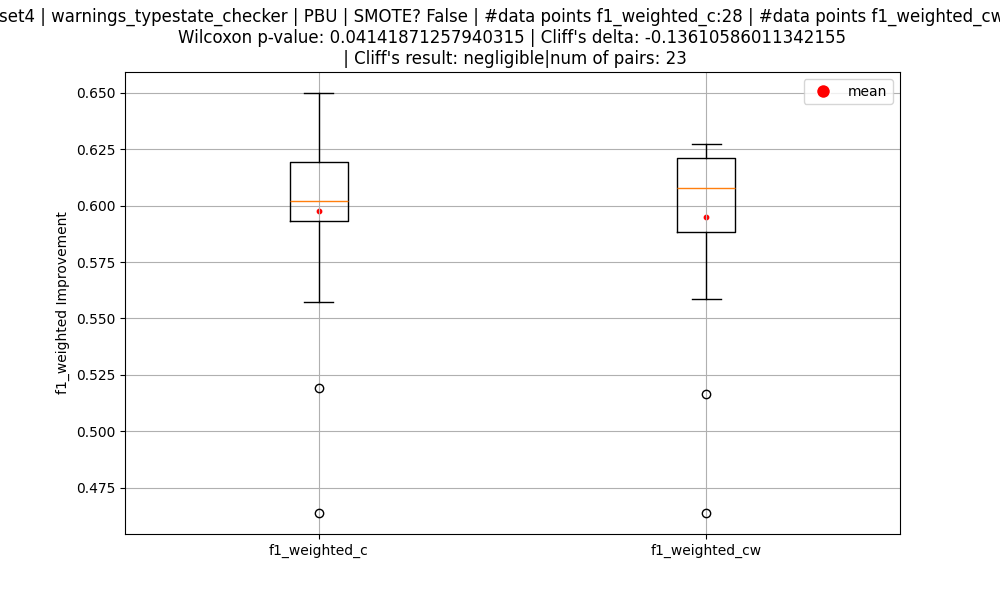 set4 | warnings_typestate_checker | PBU | SMOTE? False | #data points f1_weighted_c:28 | #data points f1_weighted_cw
Wilcoxon p-value: 0.04141871257940315 | Cliff's delta: -0.13610586011342155
| Cliff's result: negligible|num of pairs: 23
mean
0.650
0.625
0.600
0.575
0.550
0.525
0.500
0.475
f1_weighted Improvement
f1_weighted_c
f1_weighted_cw